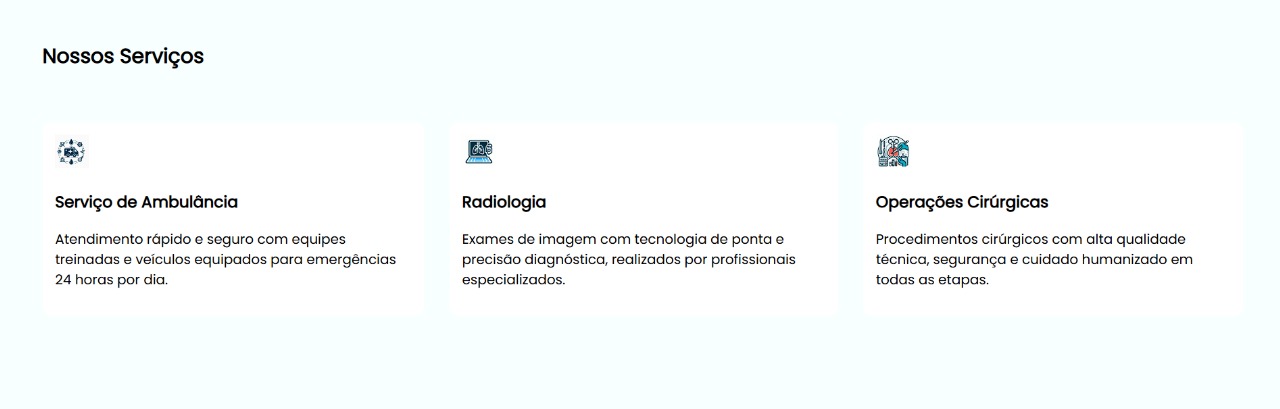 Nossos Serviços
Serviço de Ambulância
Atendimento rápido e seguro com equipes
treinadas e veículos equipados para emergências
24 horas por dia.
Radiologia
Exames de imagem com tecnologia de ponta e
precisão diagnóstica, realizados por profissionais
especializados.
Operações Cirúrgicas
Procedimentos cirúrgicos com alta qualidade
técnica, segurança e cuidado humanizado em
todas as etapas.